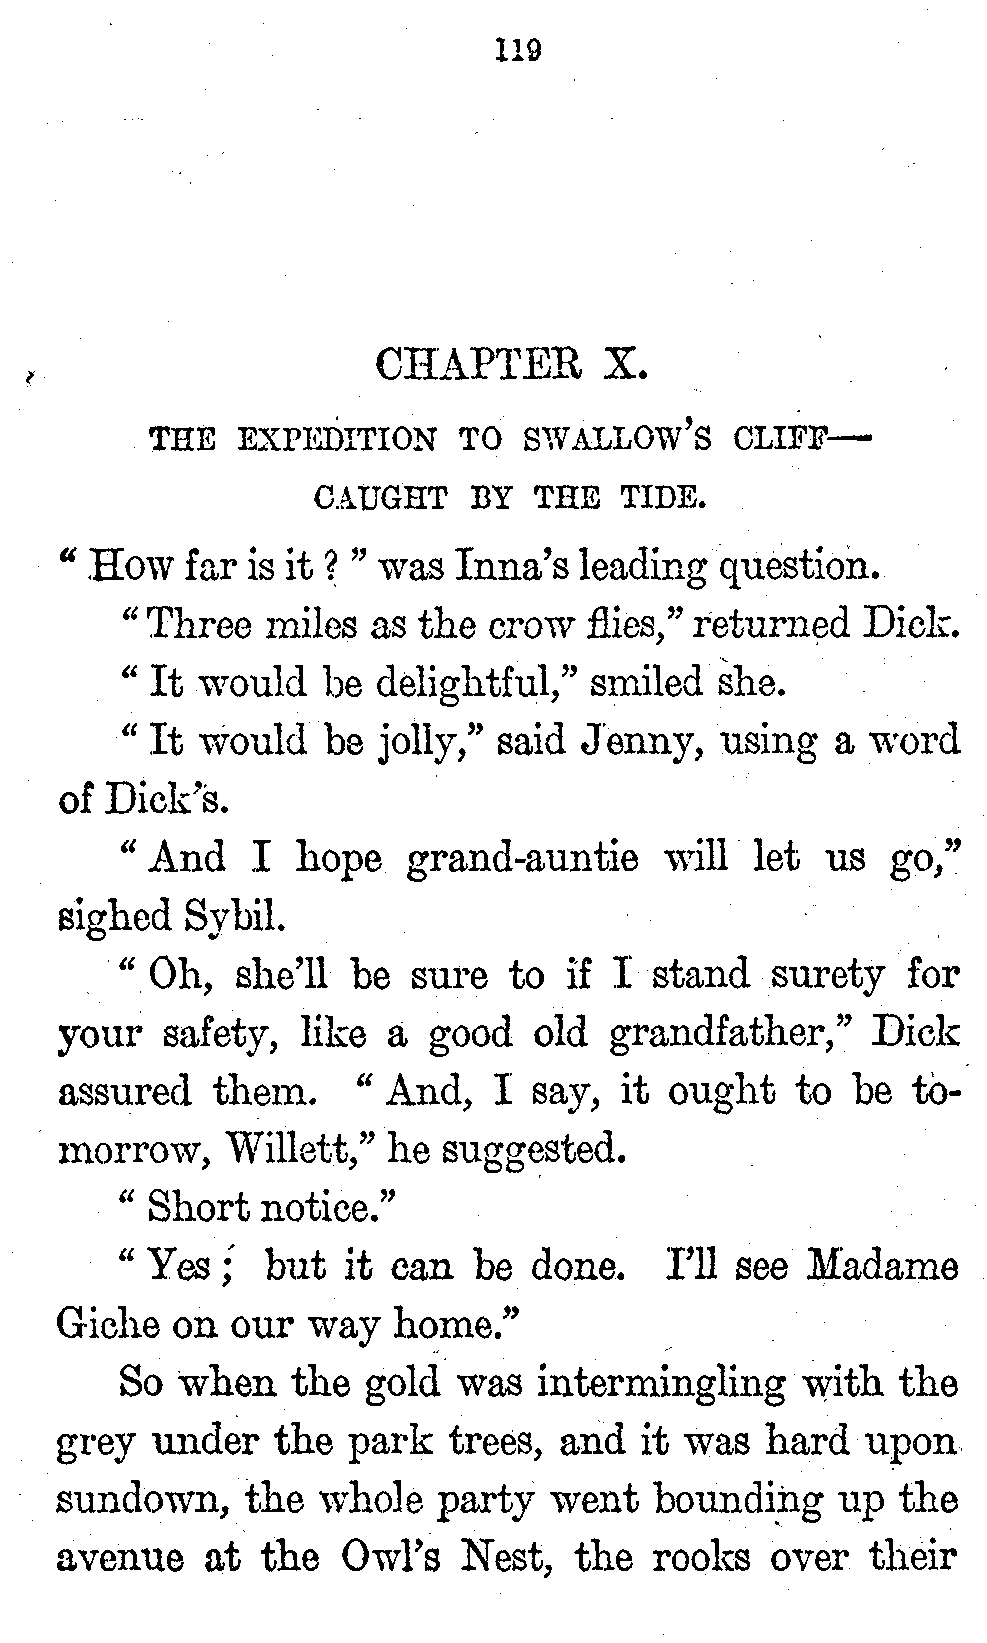 119
CHAPTER X.
THE EXPEDITION TO SWALLOW'S CLIFF—
CAUGHT BY THE TIDE.
“ How far is it ? ” was Inna's leading question.
“ Three miles as the crow flies,” returned Dick.
“ It would be delightful,” smiled she.
“ It would be jolly,” said Jenny, using a word
of Dick's.
“ And I hope grand-auntie will let us go,”
sighed Sybil.
“ Oh, she'll be sure to if I stand surety for
your safety, like a good old grandfather,” Dick
assured them. “ And, I say, it ought to be to-
morrow, Willett,” he suggested.
“ Short notice.”
“ Yes ; but it can be done. I'll see Madame
Giche on our way home.”
So when the gold was intermingling with the
grey under the park trees, and it was hard upon
sundown, the whole party went bounding up the
avenue at the Owl's Nest, the rooks over their